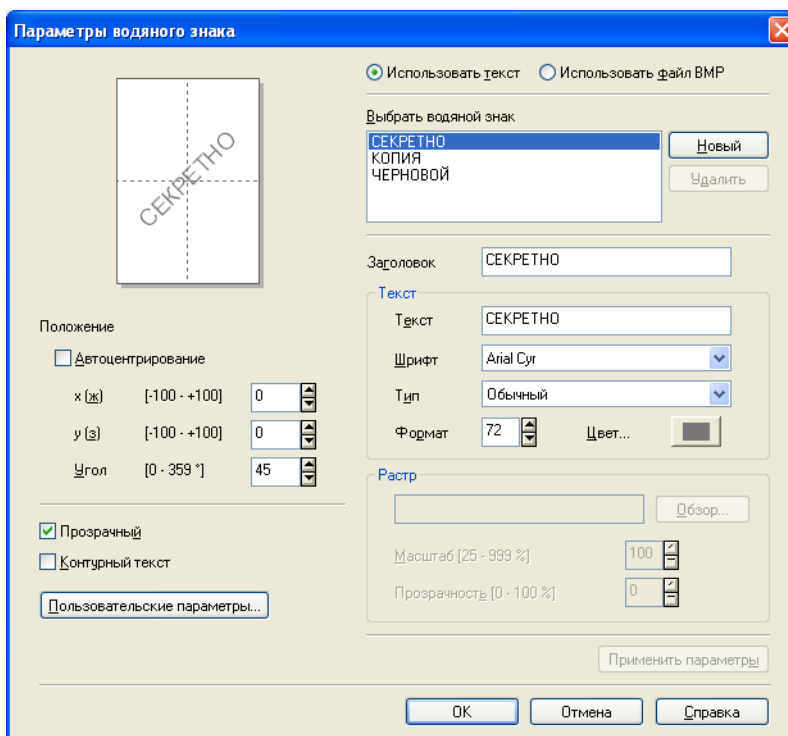 Параметры водяного знака
СЕКРЕТНО
Использовать текст Использовать файл BMP
Выбрать водяной знак
СЕКРЕТНО
КОПИЯ
ЧЕРНОВОЙ
Новый
Удалить
Заголовок СЕКРЕТНО
Текст
Текст СЕКРЕТНО
Шрифт Arial Cyr
Тип Обычный
Формат 72 Цвет...
Растр
Обзор...
Масштаб [25 - 999 %] 100
Прозрачность [0 - 100 %] 0
Положение
Автоцентрирование
x (ж) [-100 - +100] 0
y (з) [-100 - +100] 0
Угол [0 - 359 °] 45
Прозрачный
Контурный текст
Пользовательские параметры...
Применить параметры
OK Отмена Справка